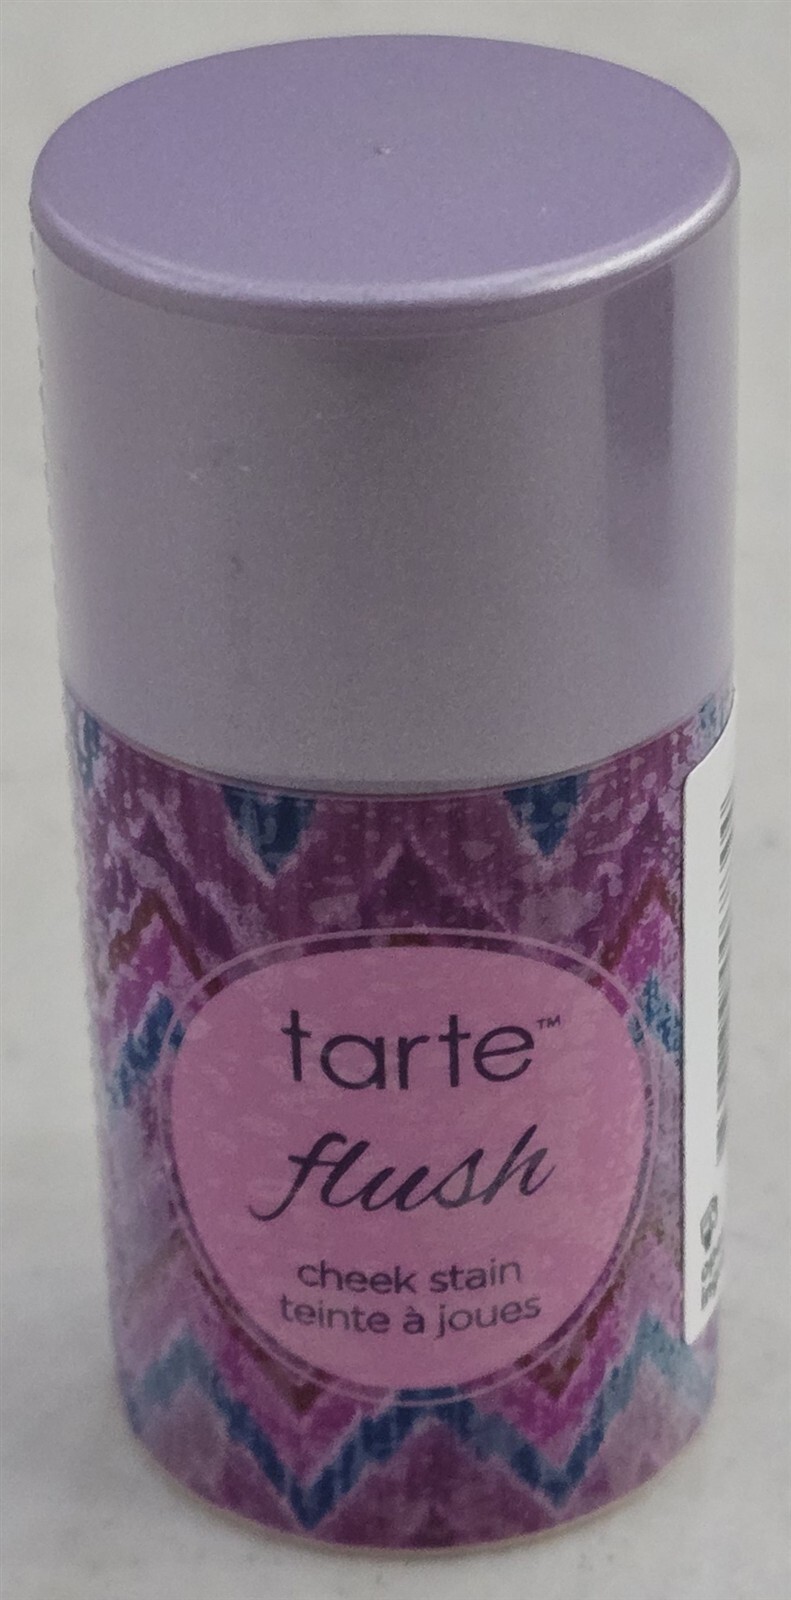 tarte™
flush
cheek stain
teinte à joues